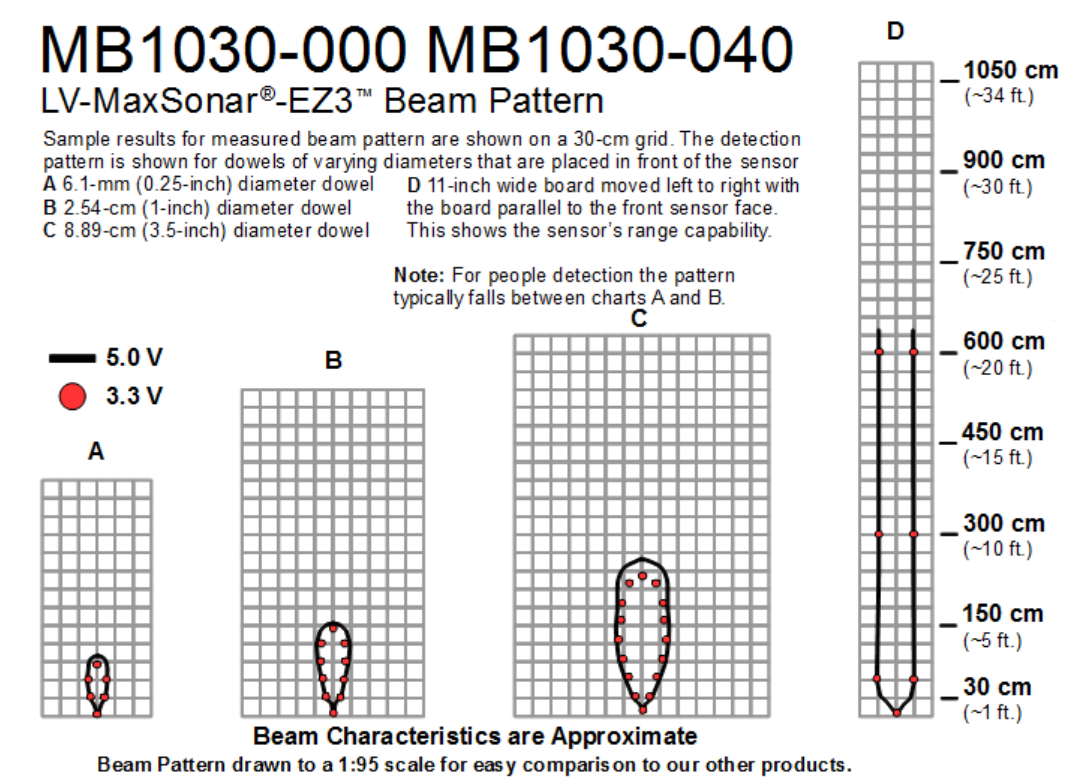 MB1030-000 MB1030-040
LV-MaxSonar®-EZ3™ Beam Pattern
Sample results for measured beam pattern are shown on a 30-cm grid. The detection
pattern is shown for dowels of varying diameters that are placed in front of the sensor
A 6.1-mm (0.25-inch) diameter dowel
B 2.54-cm (1-inch) diameter dowel
C 8.89-cm (3.5-inch) diameter dowel
D 11-inch wide board moved left to right with
the board parallel to the front sensor face.
This shows the sensor's range capability.
Note: For people detection the pattern
typically falls between charts A and B.
5.0 V
3.3 V
A
B
C
D
1050 cm
(~34 ft.)
900 cm
(~30 ft.)
750 cm
(~25 ft.)
600 cm
(~20 ft.)
450 cm
(~15 ft.)
300 cm
(~10 ft.)
150 cm
(~5 ft.)
30 cm
(~1 ft.)
Beam Characteristics are Approximate
Beam Pattern drawn to a 1:95 scale for easy comparison to our other products.